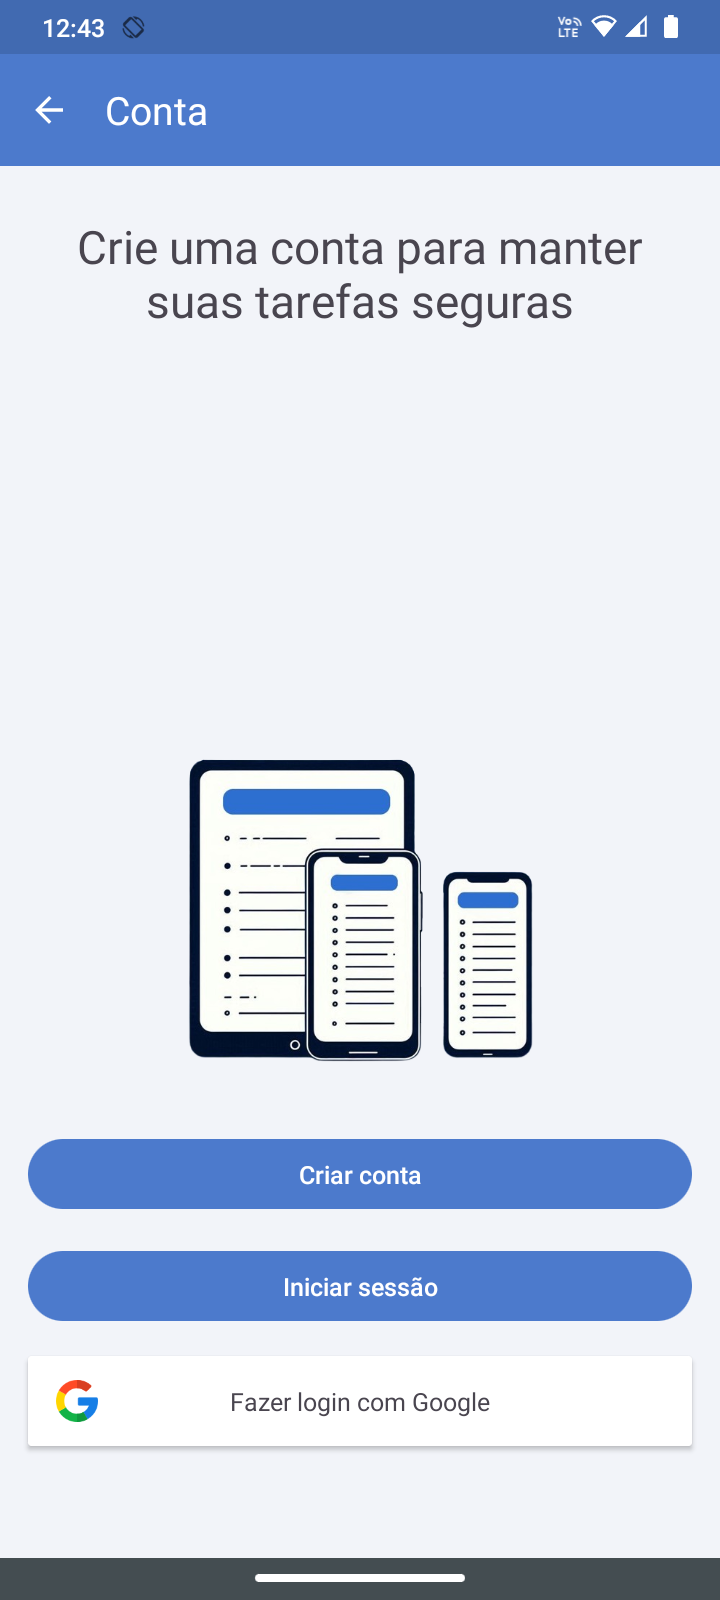 12:43
Vo
LTE
Conta
Crie uma conta para manter
suas tarefas seguras
Criar conta
Iniciar sessão
Fazer login com Google